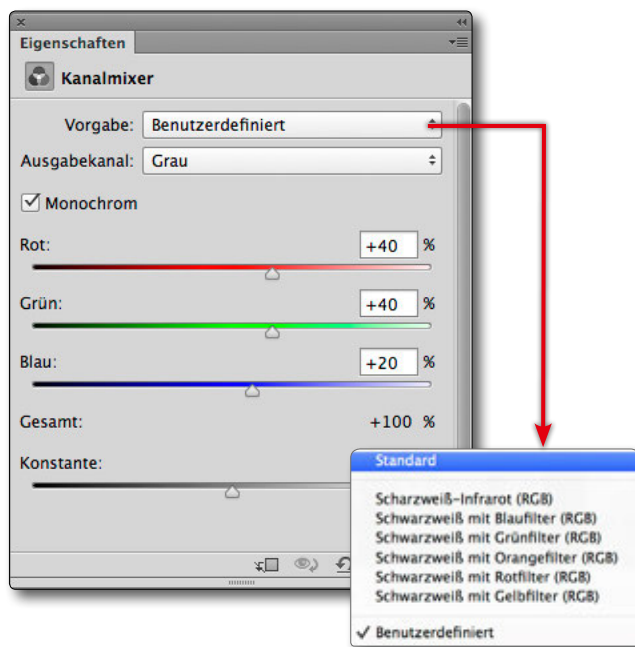 Eigenschaften
Kanalmixer
Vorgabe: Benutzerdefiniert
Ausgabekanal: Grau
Monochrom
Rot: +40 %
Grün: +40 %
Blau: +20 %
Gesamt: +100 %
Konstante:
Standard
Scharzweiß-Infrarot (RGB)
Schwarzweiß mit Blaufilter (RGB)
Schwarzweiß mit Grünfilter (RGB)
Schwarzweiß mit Orangefilter (RGB)
Schwarzweiß mit Rotfilter (RGB)
Schwarzweiß mit Gelbfilter (RGB)
✓ Benutzerdefiniert